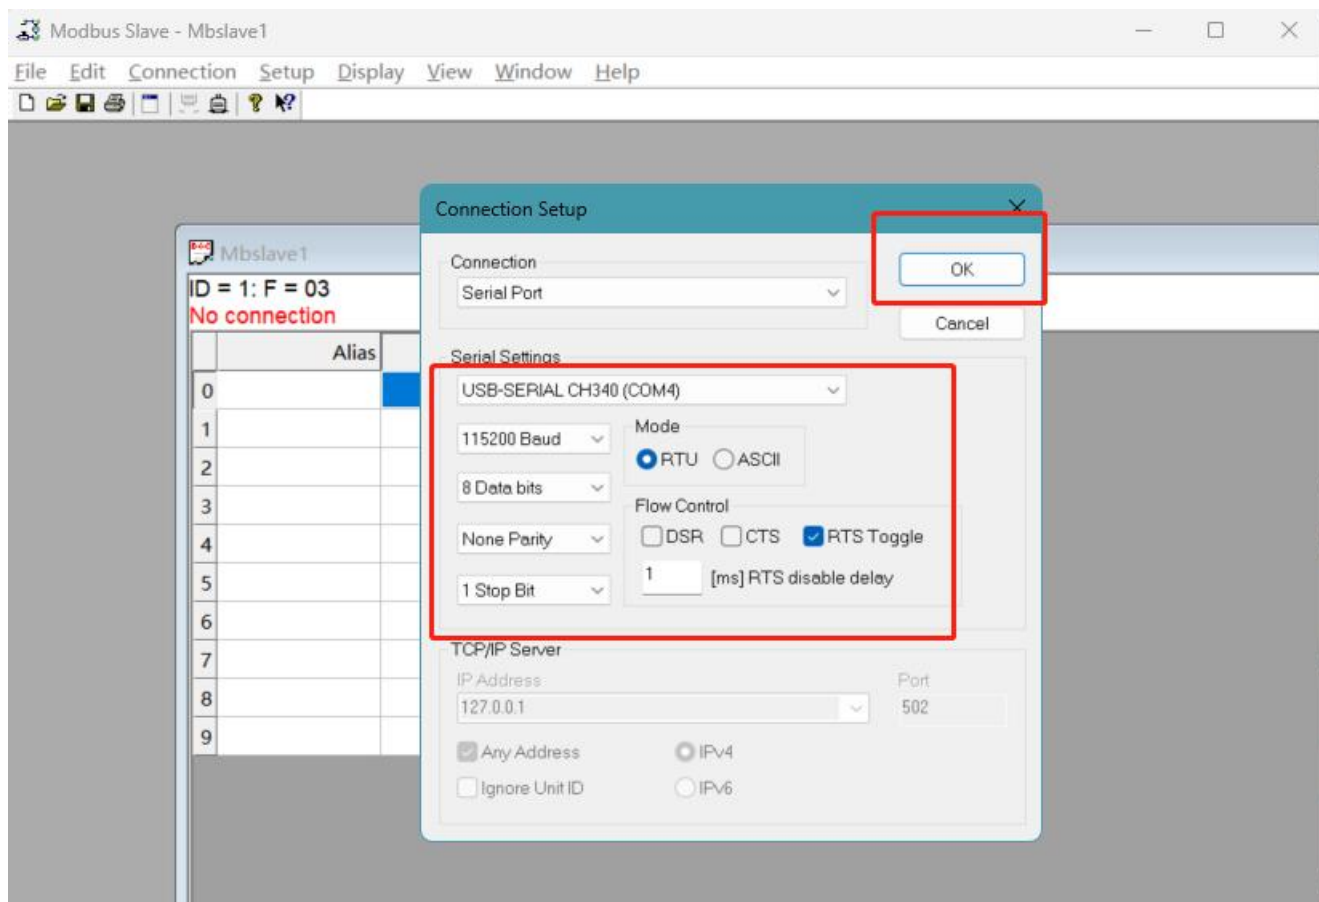 Modbus Slave - Mbslave1
File Edit Connection Setup Display View Window Help
Mbslave1
ID = 1: F = 03
No connection
Alias
0
1
2
3
4
5
6
7
8
9
Connection Setup
Connection
Serial Port
OK
Cancel
Serial Settings
USB-SERIAL CH340 (COM4)
115200 Baud
Mode
RTU ASCII
8 Data bits
Flow Control
None Parity
DSR CTS RTS Toggle
1 [ms] RTS disable delay
1 Stop Bit
TCP/IP Server
IP Address Port
127.0.0.1 502
Any Address IPv4
Ignore Unit ID IPv6